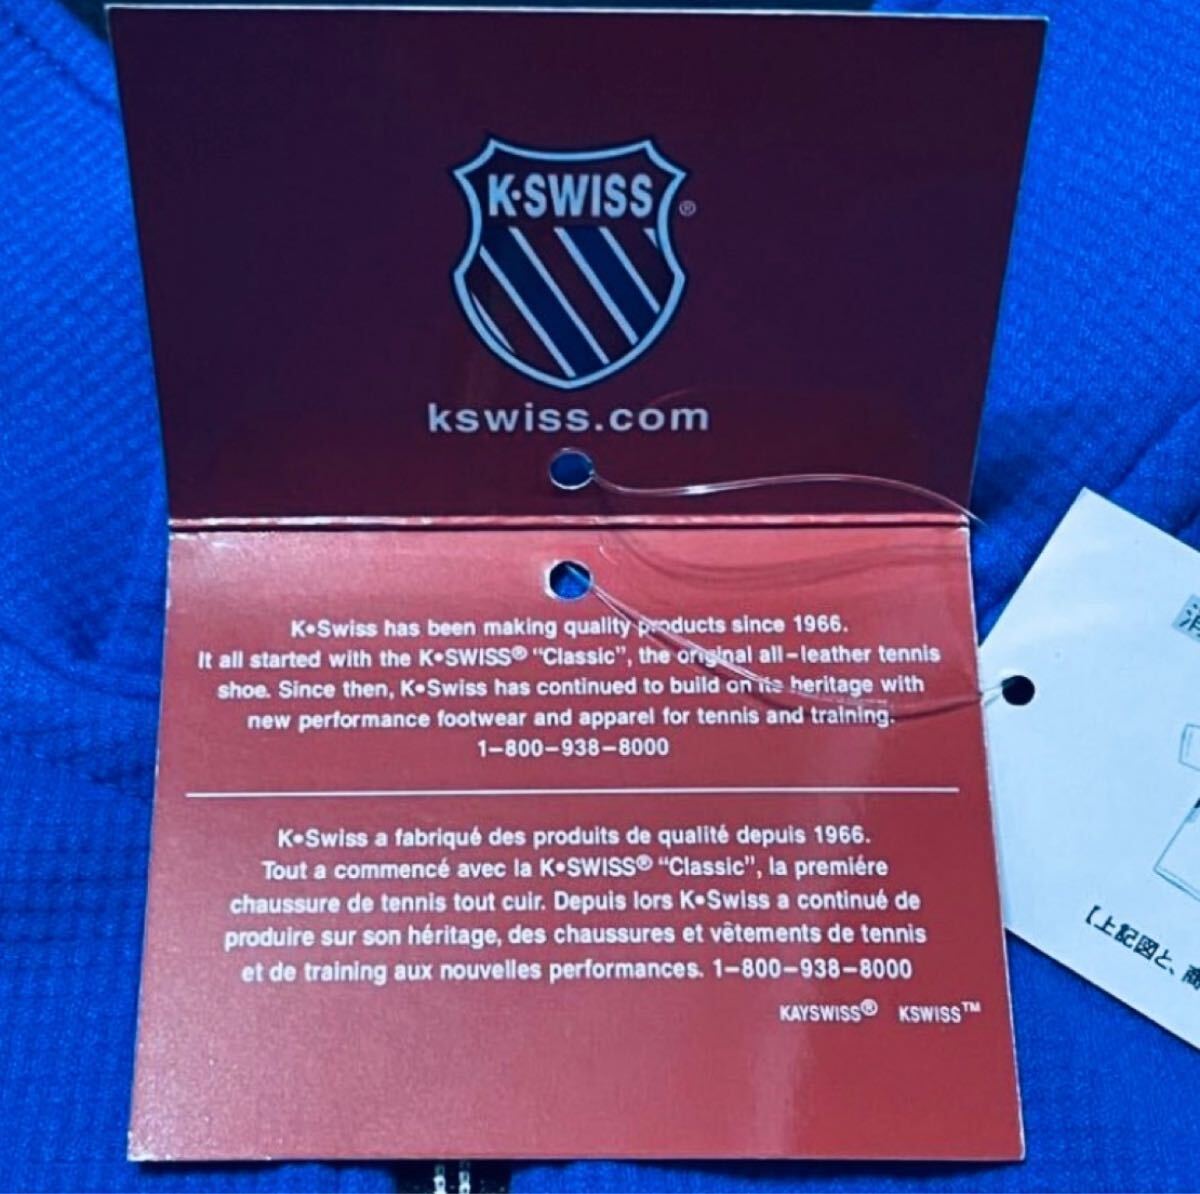 K•SWISS®
kswiss.com
K•Swiss has been making quality products since 1966.
It all started with the K•SWISS® "Classic", the original all-leather tennis
shoe. Since then, K•Swiss has continued to build on its heritage with
new performance footwear and apparel for tennis and training.
1-800-938-8000
K•Swiss a fabriqué des produits de qualité depuis 1966.
Tout a commencé avec la K•SWISS® "Classic", la premiére
chaussure de tennis tout cuir. Depuis lors K•Swiss a continué de
produire sur son héritage, des chaussures et vêtements de tennis
et de training aux nouvelles performances. 1-800-938-8000
KAYSWISS® KSWISS™
【上記図と、商